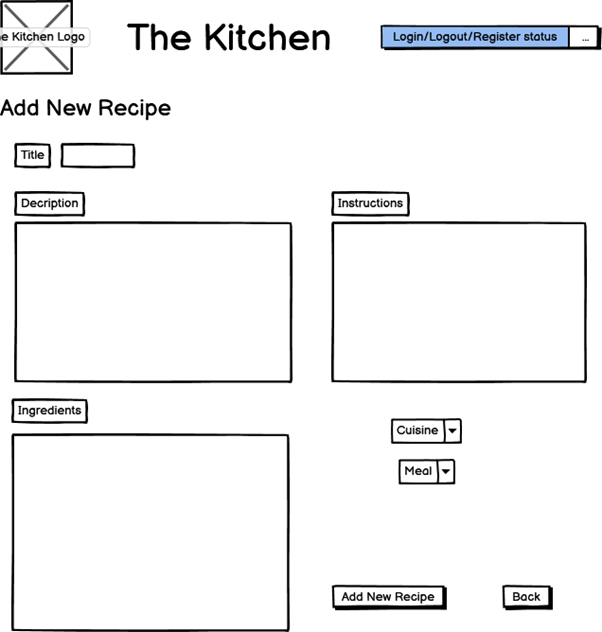 e Kitchen Logo
The Kitchen
Login/Logout/Register status
...
Add New Recipe
Title
Decription
Instructions
Ingredients
Cuisine
Meal
Add New Recipe
Back